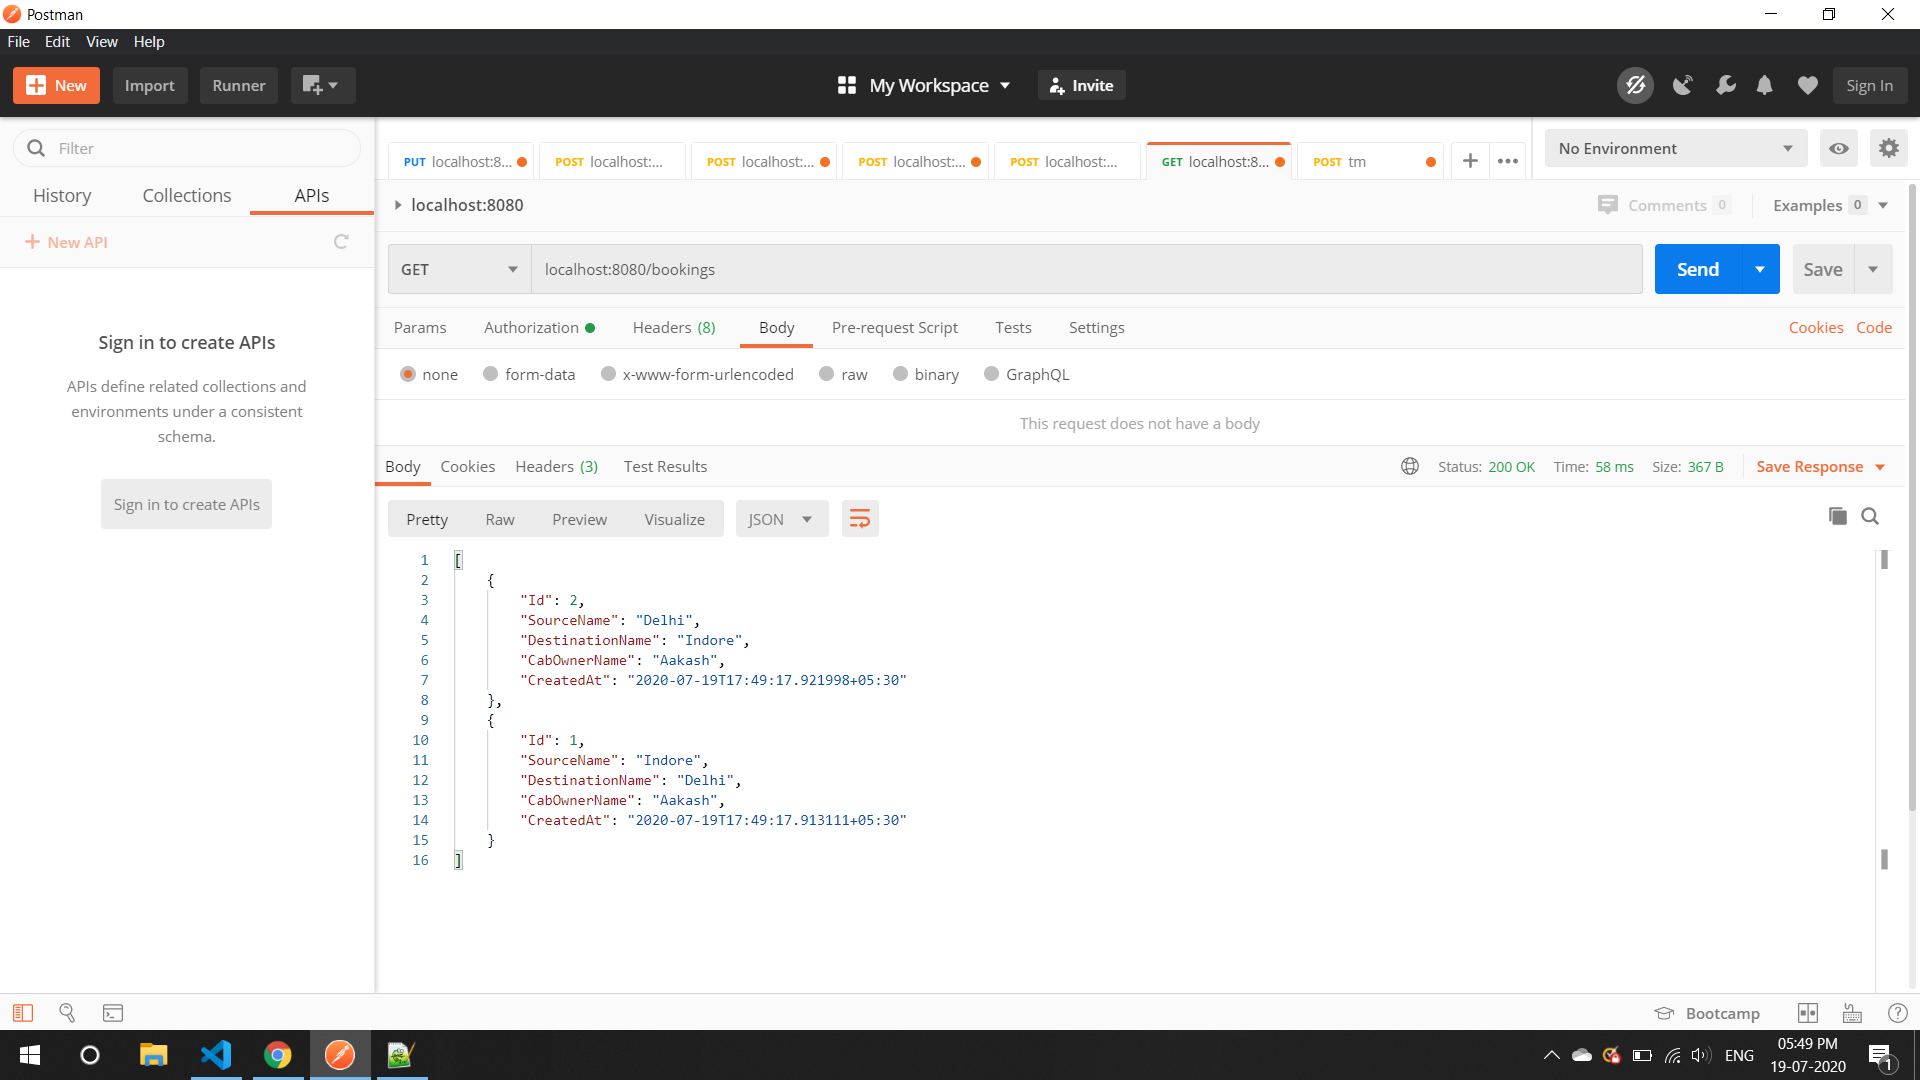 Postman
File Edit View Help
New Import Runner My Workspace Invite Sign In
Filter
History Collections APIs
New API
Sign in to create APIs
APIs define related collections and
environments under a consistent
schema.
Sign in to create APIs
PUT localhost:8... POST localhost:... POST localhost:... POST localhost:... POST localhost:... GET localhost:8... POST tm
No Environment
localhost:8080 Comments 0 Examples 0
GET localhost:8080/bookings Send Save
Params Authorization Headers (8) Body Pre-request Script Tests Settings Cookies Code
none form-data x-www-form-urlencoded raw binary GraphQL
This request does not have a body
Body Cookies Headers (3) Test Results Status: 200 OK Time: 58 ms Size: 367 B Save Response
Pretty Raw Preview Visualize JSON
1 [
2 {
3 "Id": 2,
4 "SourceName": "Delhi",
5 "DestinationName": "Indore",
6 "CabOwnerName": "Aakash",
7 "CreatedAt": "2020-07-19T17:49:17.921998+05:30"
8 },
9 {
10 "Id": 1,
11 "SourceName": "Indore",
12 "DestinationName": "Delhi",
13 "CabOwnerName": "Aakash",
14 "CreatedAt": "2020-07-19T17:49:17.913111+05:30"
15 }
16 ]
Bootcamp
ENG
05:49 PM
19-07-2020
1